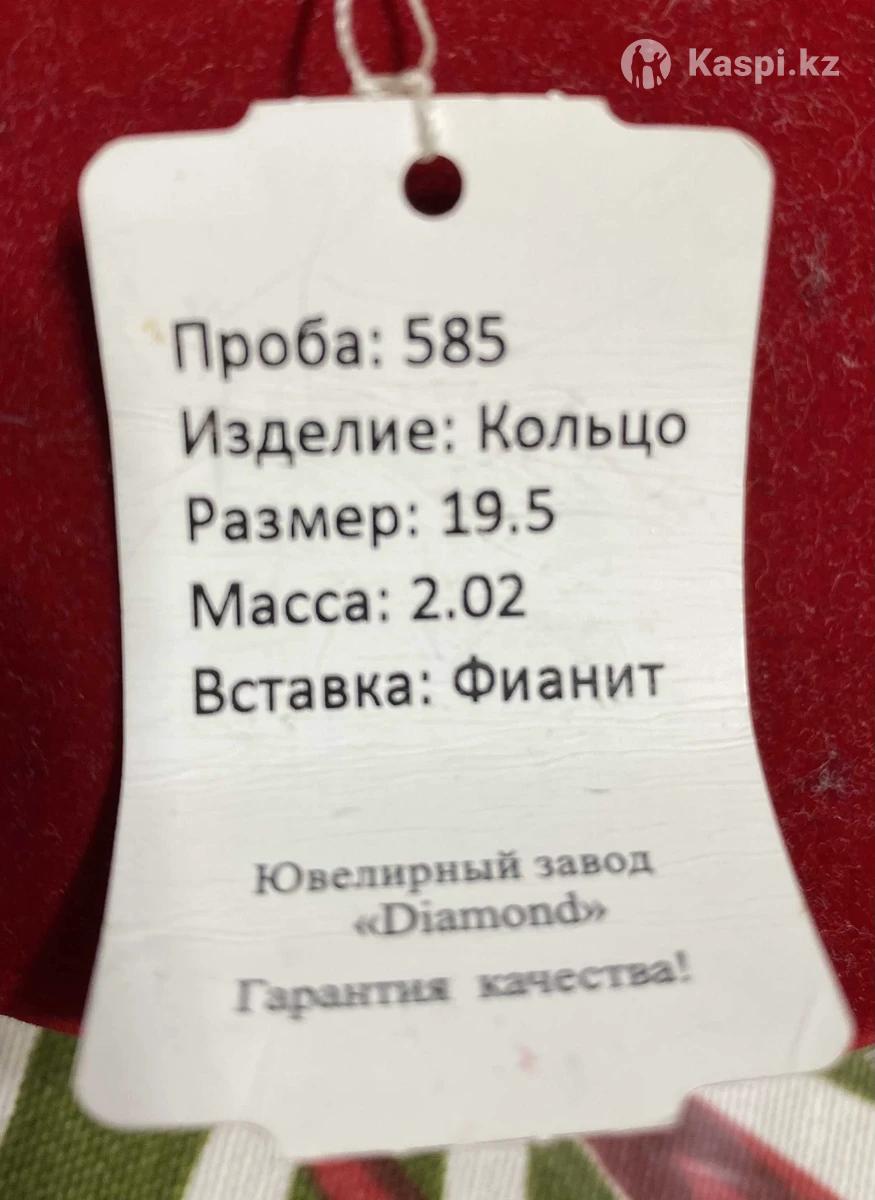 Kaspi.kz
Проба: 585
Изделие: Кольцо
Размер: 19.5
Масса: 2.02
Вставка: Фианит
Ювелирный завод
«Diamond»
Гарантия качества!